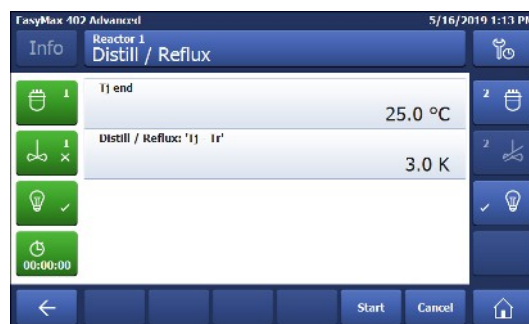 EasyMax 402 Advanced 5/16/2019 1:13 PM
Info
Reactor 1
Distill / Reflux
1
Tj end
25.0 °C
2
1
Distill / Reflux: 'Tj - Tr'
3.0 K
2
00:00:00
Start Cancel